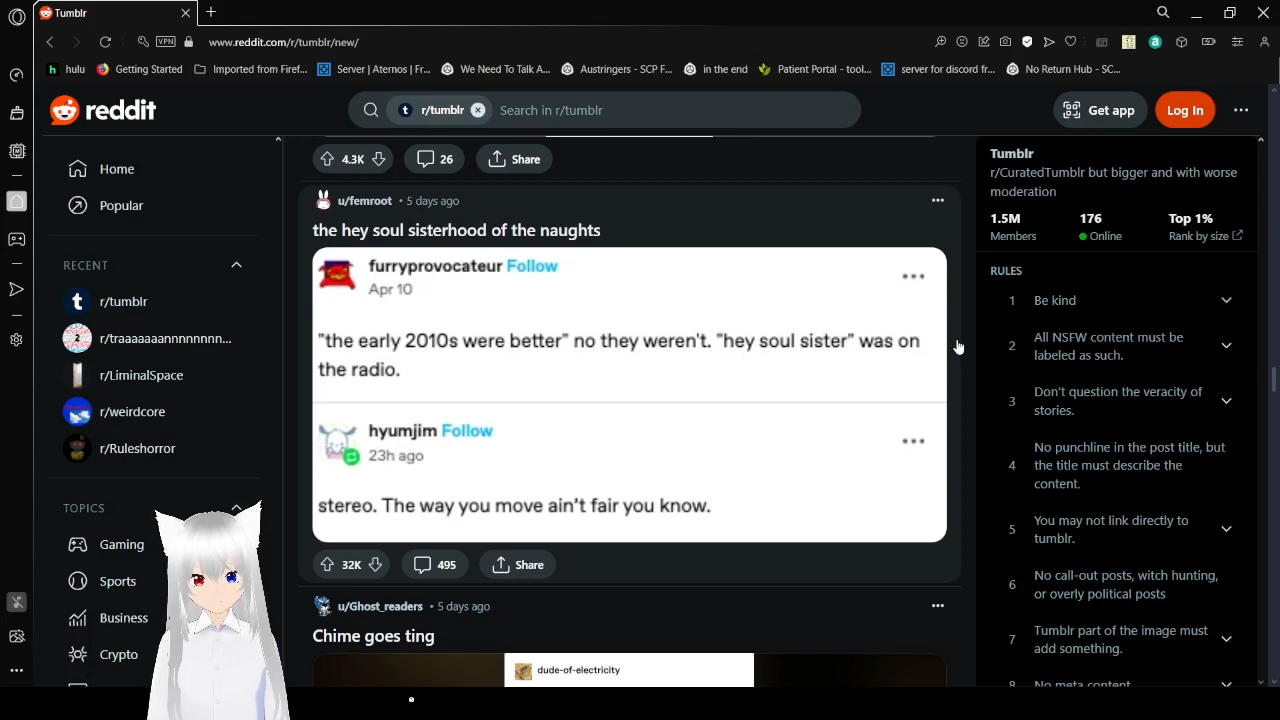 Tumblr
VPN
www.reddit.com/r/tumblr/new/
hulu
Getting Started
Imported from Firef...
Server | Aternos | Fr...
We Need To Talk A...
Austringers - SCP F...
in the end
Patient Portal - tool...
server for discord fr...
No Return Hub - SC...
reddit
r/tumblr
Search in r/tumblr
Get app
Log In
Home
Popular
RECENT
r/tumblr
r/traaaaaaannnnnnnn...
r/LiminalSpace
r/weirdcore
r/Ruleshorror
TOPICS
Gaming
Sports
Business
Crypto
4.3K
26
Share
u/femroot • 5 days ago
the hey soul sisterhood of the naughts
furryprovocateur Follow
Apr 10
"the early 2010s were better" no they weren't. "hey soul sister" was on
the radio.
hyumjim Follow
23h ago
stereo. The way you move ain't fair you know.
32K
495
Share
u/Ghost_readers • 5 days ago
Chime goes ting
dude-of-electricity
Tumblr
r/CuratedTumblr but bigger and with worse
moderation
1.5M
176
Top 1%
Members
Online
Rank by size
RULES
1 Be kind
2 All NSFW content must be
labeled as such.
3 Don't question the veracity of
stories.
4 No punchline in the post title, but
the title must describe the
content.
5 You may not link directly to
tumblr.
6 No call-out posts, witch hunting,
or overly political posts
7 Tumblr part of the image must
add something.
8 No meta content